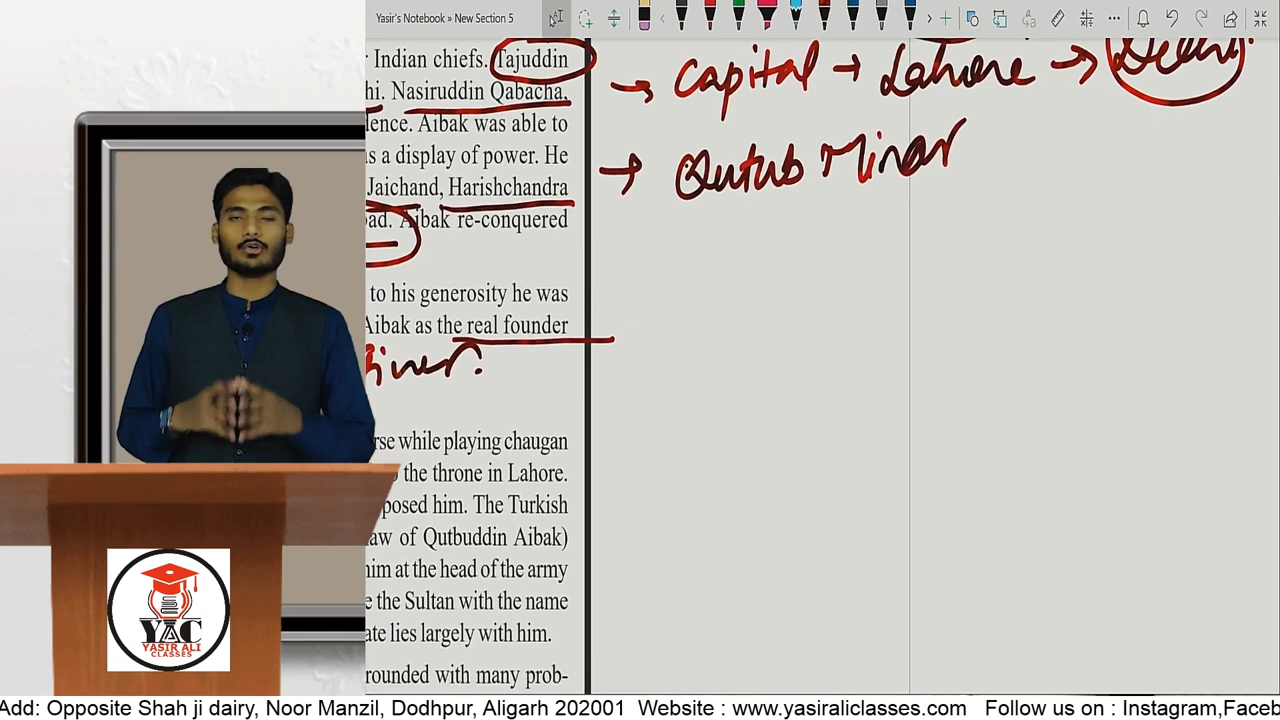 Yasir's Notebook » New Section 5
r Indian chiefs. Tajuddin
hi. Nasiruddin Qabacha,
dence. Aibak was able to
as a display of power. He
Jaichand, Harishchandra
bad. Aibak re-conquered
to his generosity he was
Aibak as the real founder
River.
rse while playing chaugan
o the throne in Lahore.
posed him. The Turkish
aw of Qutbuddin Aibak)
him at the head of the army
e the Sultan with the name
ate lies largely with him.
rounded with many prob-
→ Capital → Lahore → Delhi
→ Qutub Minar
YAC
YASIR ALI
CLASSES
Add: Opposite Shah ji dairy, Noor Manzil, Dodhpur, Aligarh 202001 Website : www.yasiraliclasses.com Follow us on : Instagram,Faceb